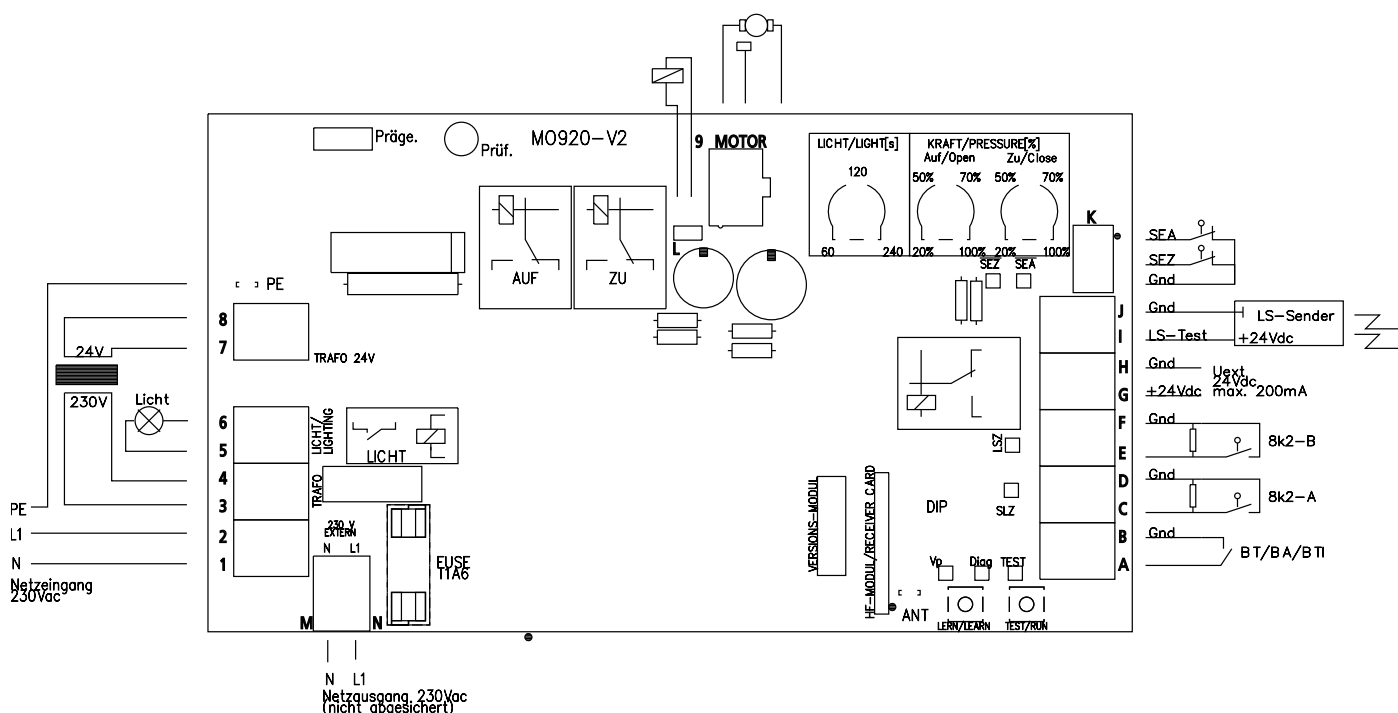 Präge.
Prüf.
MO920-V2
9 MOTOR
LICHT/LIGHT[s]
120
60
240
KRAFT/PRESSURE[%]
Auf/Open
Zu/Close
50%
70%
50%
70%
20%
100%
20%
100%
K
L
AUF
ZU
SEZ
SEA
PE
8
7
TRAFO 24V
24V
230V
Licht
6
5
LICHT/
LIGHTING
LICHT
4
3
TRAFO
2
1
230 V
EXTERN
N
L1
FUSE
T1A6
M
N
PE
L1
N
Netzeingang
230Vac
N
L1
Netzausgang 230Vac
(nicht abgesichert)
VERSIONS-MODUL
HF-MODUL/RECEIVER CARD
LSZ
SLZ
DIP
Vp
Diag
TEST
ANT
LERN/LEARN
TEST/RUN
J
I
H
G
F
E
D
C
B
A
SEA
SEZ
Gnd
Gnd
LS-Test
LS-Sender
+24Vdc
Gnd
+24Vdc
Uext
24Vdc
max. 200mA
Gnd
8k2-B
Gnd
8k2-A
Gnd
BT/BA/BTI